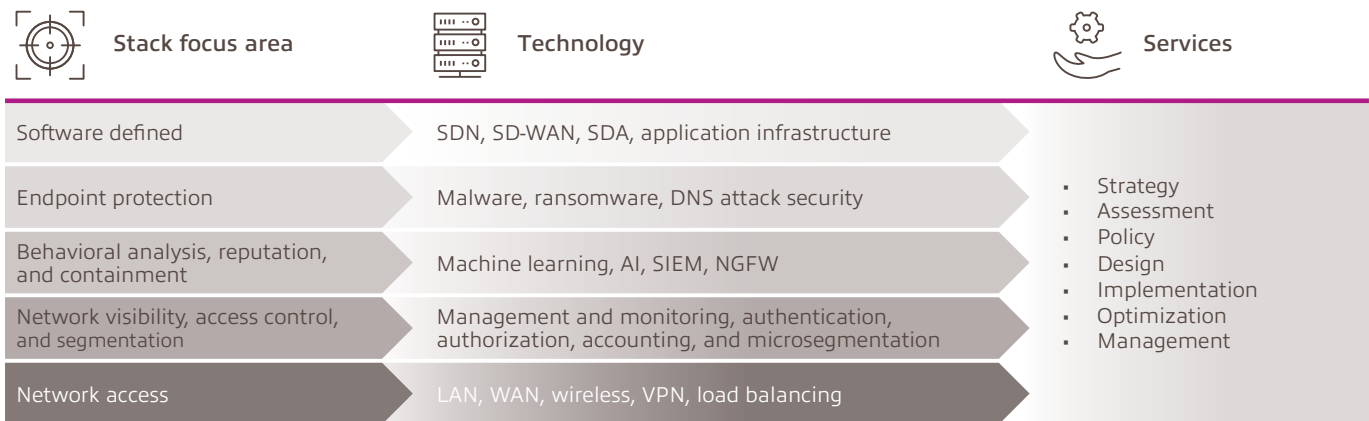 Stack focus area
Technology
Services
Software defined
SDN, SD-WAN, SDA, application infrastructure
Endpoint protection
Malware, ransomware, DNS attack security
Behavioral analysis, reputation,
and containment
Machine learning, AI, SIEM, NGFW
Network visibility, access control,
and segmentation
Management and monitoring, authentication,
authorization, accounting, and microsegmentation
Network access
LAN, WAN, wireless, VPN, load balancing
▪ Strategy
▪ Assessment
▪ Policy
▪ Design
▪ Implementation
▪ Optimization
▪ Management